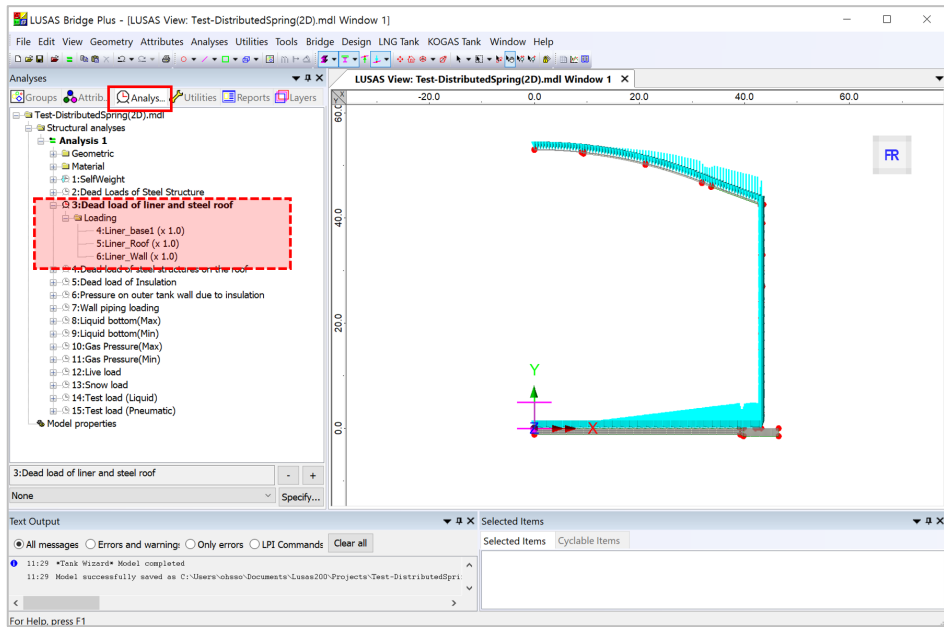 LUSAS Bridge Plus - [LUSAS View: Test-DistributedSpring(2D).mdl Window 1]
File Edit View Geometry Attributes Analyses Utilities Tools Bridge Design LNG Tank KOGAS Tank Window Help
Analyses
Groups Attrib... Analys... Utilities Reports Layers
Test-DistributedSpring(2D).mdl
Structural analyses
Analysis 1
Geometric
Material
1:SelfWeight
2:Dead Loads of Steel Structure
3:Dead load of liner and steel roof
Loading
4:Liner_base1 (x 1.0)
5:Liner_Roof (x 1.0)
6:Liner_Wall (x 1.0)
4:Dead load of steel structures on the roof
5:Dead load of Insulation
6:Pressure on outer tank wall due to insulation
7:Wall piping loading
8:Liquid bottom(Max)
9:Liquid bottom(Min)
10:Gas Pressure(Max)
11:Gas Pressure(Min)
12:Live load
13:Snow load
14:Test load (Liquid)
15:Test load (Pneumatic)
Model properties
3:Dead load of liner and steel roof
- +
None
Specify...
LUSAS View: Test-DistributedSpring(2D).mdl Window 1
X
Y
-20.0 0.0 20.0 40.0 60.0
60.0
40.0
20.0
0.0
FR
Y
X
Text Output
All messages Errors and warnings Only errors LPI Commands Clear all
11:29 *Tank Wizard* Model completed
11:29 Model successfully saved as C:\Users\ohsso\Documents\Lusas200\Projects\Test-DistributedSpri
Selected Items
Selected Items Cyclable Items
For Help, press F1